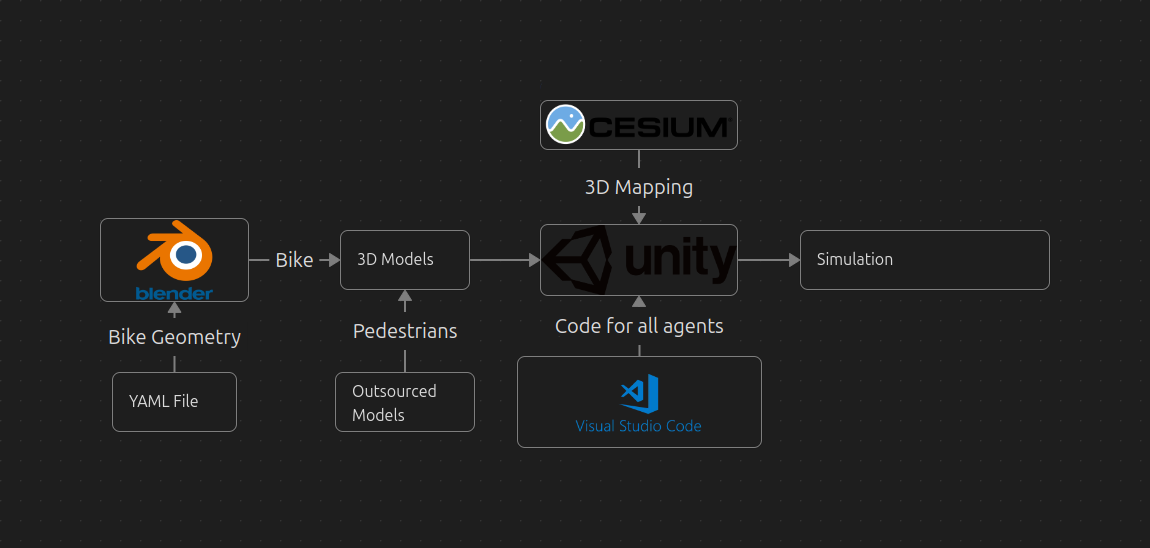 CESIUM
3D Mapping
blender
Bike
3D Models
unity
Simulation
Bike Geometry
Pedestrians
Code for all agents
YAML File
Outsourced
Models
Visual Studio Code